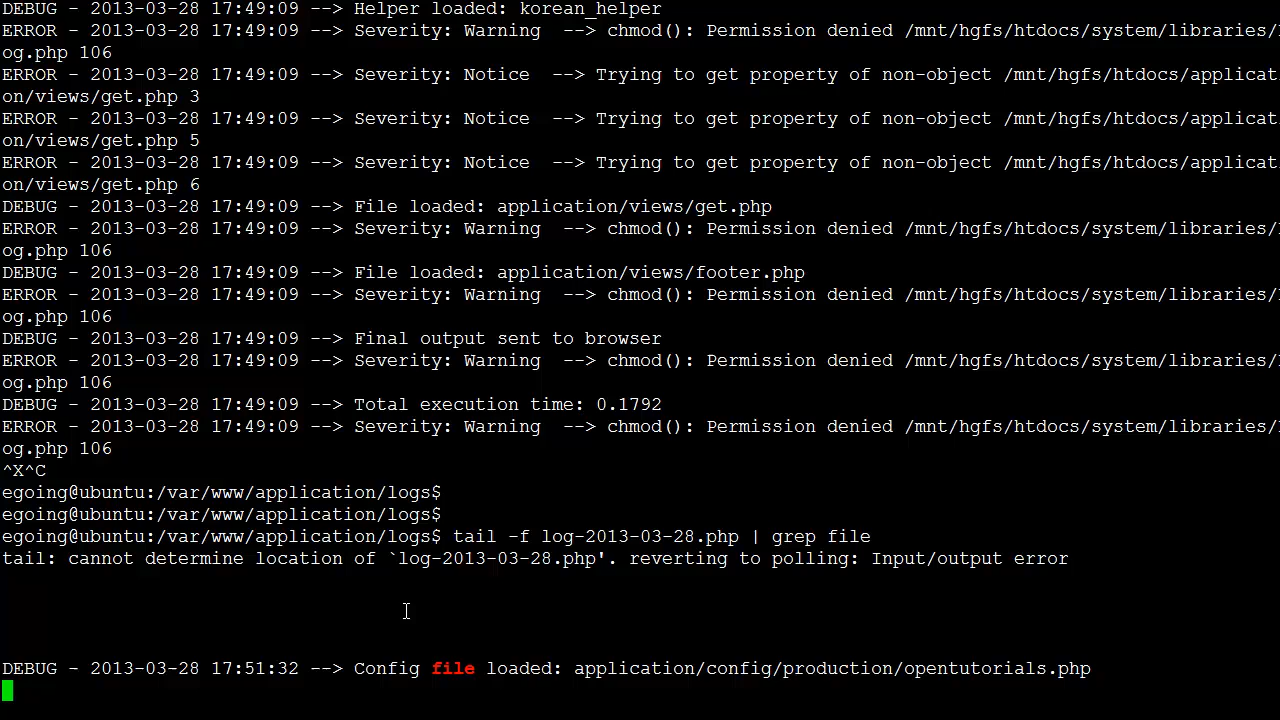 DEBUG - 2013-03-28 17:49:09 --> Helper loaded: korean_helper
ERROR - 2013-03-28 17:49:09 --> Severity: Warning  --> chmod(): Permission denied /mnt/hgfs/htdocs/system/libraries/
og.php 106
ERROR - 2013-03-28 17:49:09 --> Severity: Notice  --> Trying to get property of non-object /mnt/hgfs/htdocs/applicat
on/views/get.php 3
ERROR - 2013-03-28 17:49:09 --> Severity: Notice  --> Trying to get property of non-object /mnt/hgfs/htdocs/applicat
on/views/get.php 5
ERROR - 2013-03-28 17:49:09 --> Severity: Notice  --> Trying to get property of non-object /mnt/hgfs/htdocs/applicat
on/views/get.php 6
DEBUG - 2013-03-28 17:49:09 --> File loaded: application/views/get.php
ERROR - 2013-03-28 17:49:09 --> Severity: Warning  --> chmod(): Permission denied /mnt/hgfs/htdocs/system/libraries/
og.php 106
DEBUG - 2013-03-28 17:49:09 --> File loaded: application/views/footer.php
ERROR - 2013-03-28 17:49:09 --> Severity: Warning  --> chmod(): Permission denied /mnt/hgfs/htdocs/system/libraries/
og.php 106
DEBUG - 2013-03-28 17:49:09 --> Final output sent to browser
ERROR - 2013-03-28 17:49:09 --> Severity: Warning  --> chmod(): Permission denied /mnt/hgfs/htdocs/system/libraries/
og.php 106
DEBUG - 2013-03-28 17:49:09 --> Total execution time: 0.1792
ERROR - 2013-03-28 17:49:09 --> Severity: Warning  --> chmod(): Permission denied /mnt/hgfs/htdocs/system/libraries/
og.php 106
^X^C
egoing@ubuntu:/var/www/application/logs$
egoing@ubuntu:/var/www/application/logs$
egoing@ubuntu:/var/www/application/logs$ tail -f log-2013-03-28.php | grep file
tail: cannot determine location of `log-2013-03-28.php'. reverting to polling: Input/output error
DEBUG - 2013-03-28 17:51:32 --> Config file loaded: application/config/production/opentutorials.php